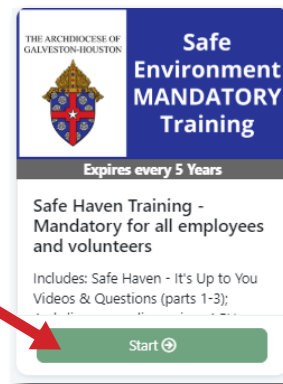 THE ARCHDIOCESE OF
GALVESTON-HOUSTON
Safe
Environment
MANDATORY
Training
Expires every 5 Years
Safe Haven Training -
Mandatory for all employees
and volunteers
Includes: Safe Haven - It's Up to You
Videos & Questions (parts 1-3);
Start